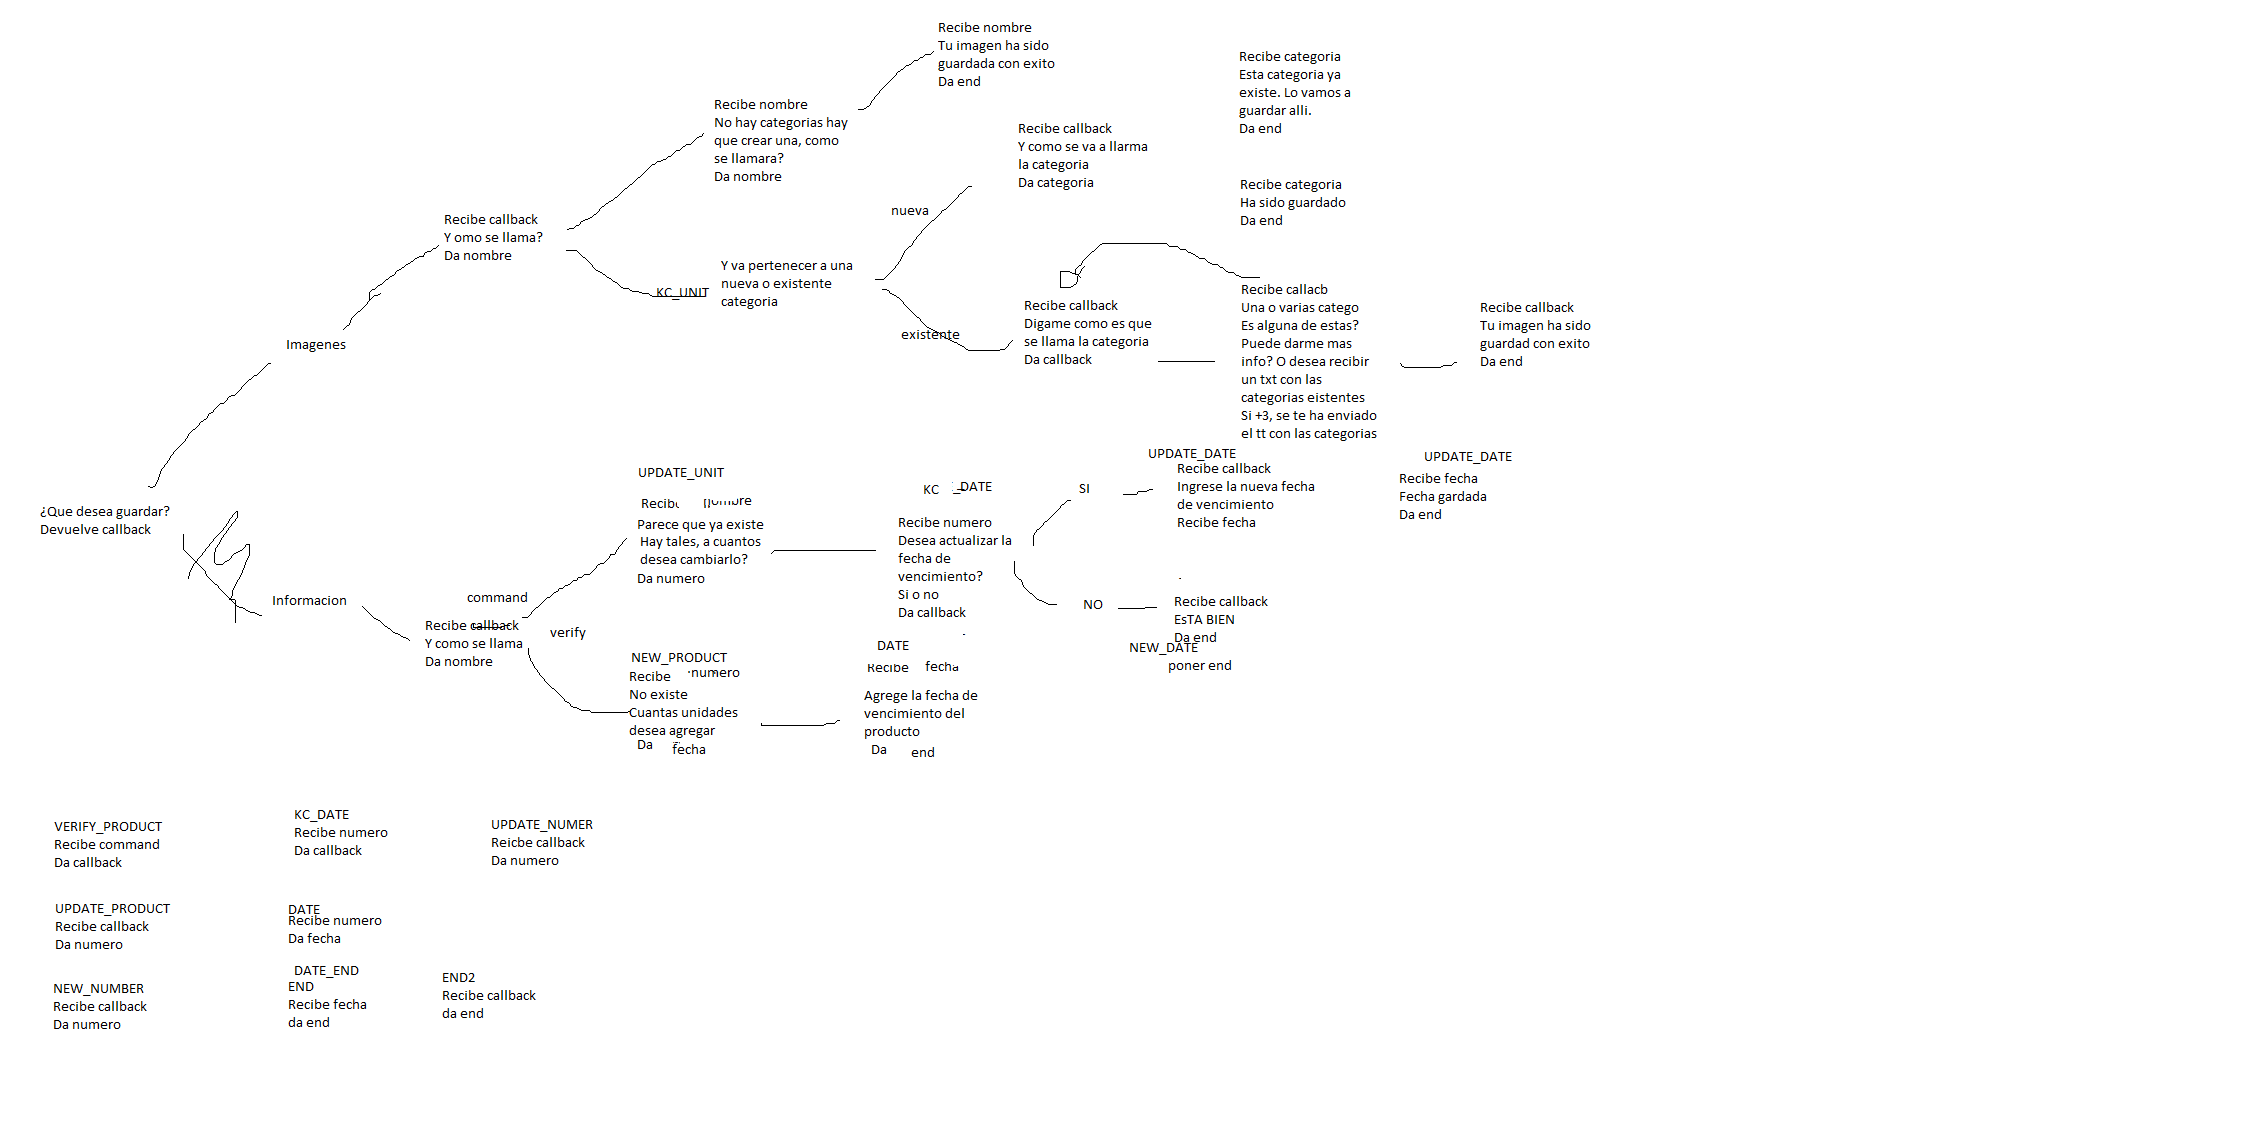 Recibe nombre
Tu imagen ha sido
guardada con exito
Da end
Recibe categoria
Esta categoria ya
existe. Lo vamos a
guardar alli.
Da end
Recibe nombre
No hay categorias hay
que crear una, como
se llamara?
Da nombre
Recibe callback
Y como se va a llarma
la categoria
Da categoria
Recibe categoria
Ha sido guardado
Da end
nueva
Recibe callback
Y omo se llama?
Da nombre
KC_UNIT
Y va pertenecer a una
nueva o existente
categoria
existente
Recibe callback
Digame como es que
se llama la categoria
Da callback
Recibe callacb
Una o varias catego
Es alguna de estas?
Puede darme mas
info? O desea recibir
un txt con las
categorias eistentes
Si +3, se te ha enviado
el tt con las categorias
Recibe callback
Tu imagen ha sido
guardad con exito
Da end
Imagenes
¿Que desea guardar?
Devuelve callback
Informacion
command
Recibe callback
Y como se llama
Da nombre
verify
UPDATE_UNIT
Recibe nombre
Parece que ya existe
Hay tales, a cuantos
desea cambiarlo?
Da numero
KC _DATE
Recibe numero
Desea actualizar la
fecha de
vencimiento?
Si o no
Da callback
SI
UPDATE_DATE
Recibe callback
Ingrese la nueva fecha
de vencimiento
Recibe fecha
UPDATE_DATE
Recibe fecha
Fecha gardada
Da end
NO
Recibe callback
EsTA BIEN
Da end
NEW_DATE
poner end
NEW_PRODUCT
Recibe numero
No existe
Cuantas unidades
desea agregar
Da fecha
DATE
Recibe fecha
Agrege la fecha de
vencimiento del
producto
Da end
VERIFY_PRODUCT
Recibe command
Da callback
KC_DATE
Recibe numero
Da callback
UPDATE_NUMER
Reicbe callback
Da numero
UPDATE_PRODUCT
Recibe callback
Da numero
DATE
Recibe numero
Da fecha
NEW_NUMBER
Recibe callback
Da numero
DATE_END
END
Recibe fecha
da end
END2
Recibe callback
da end